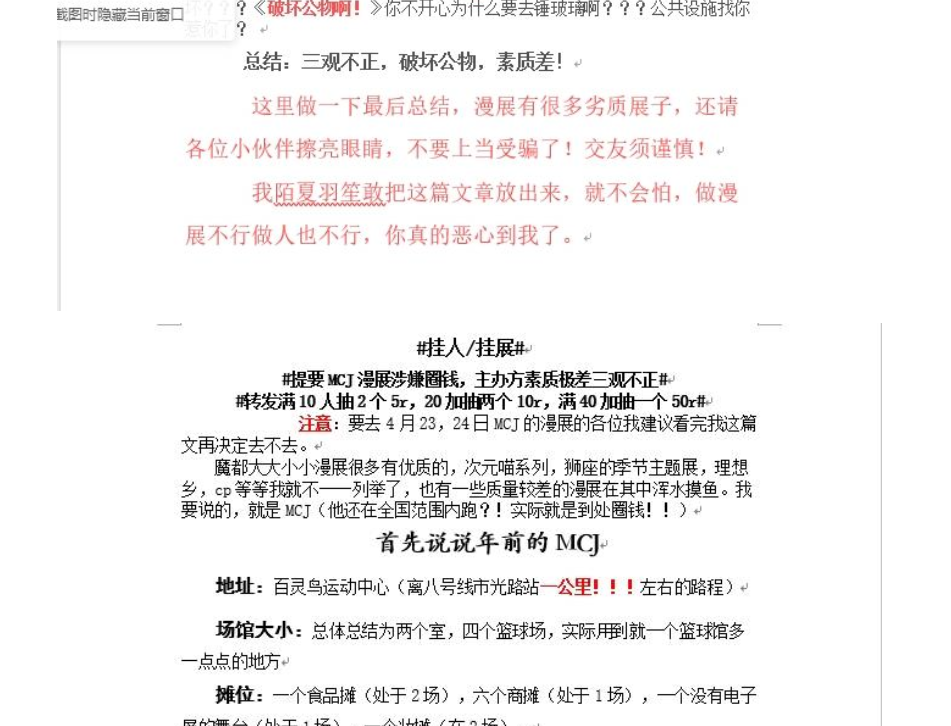 截图时隐藏当前窗口
？？《破坏公物啊！》你不开心为什么要去锤玻璃啊？？？公共设施找你
惹你了？
总结：三观不正，破坏公物，素质差！
这里做一下最后总结，漫展有很多劣质展子，还请
各位小伙伴擦亮眼睛，不要上当受骗了！交友须谨慎！
我陌夏羽笙敢把这篇文章放出来，就不会怕，做漫
展不行做人也不行，你真的恶心到我了。
#挂人/挂展#
#提要 MCJ 漫展涉嫌圈钱，主办方素质极差三观不正#
#转发满 10 人抽 2 个 5r，20 加抽两个 10r，满 40 加抽一个 50r#
注意：要去 4 月 23，24 日 MCJ 的漫展的各位我建议看完我这篇
文再决定去不去。
魔都大大小小漫展很多有优质的，次元喵系列，狮座的季节主题展，理想
乡，cp 等等我就不一一列举了，也有一些质量较差的漫展在其中浑水摸鱼。我
要说的，就是 MCJ（他还在全国范围内跑？！实际就是到处圈钱！！）
首先说说年前的 MCJ
地址：百灵鸟运动中心（离八号线市光路站一公里！！！左右的路程）
场馆大小：总体总结为两个室，四个篮球场，实际用到就一个篮球馆多
一点点的地方
摊位：一个食品摊（处于 2 场），六个商摊（处于 1 场），一个没有电子
屏的舞台（处于 1 场），一个妆摊（在 2 场）